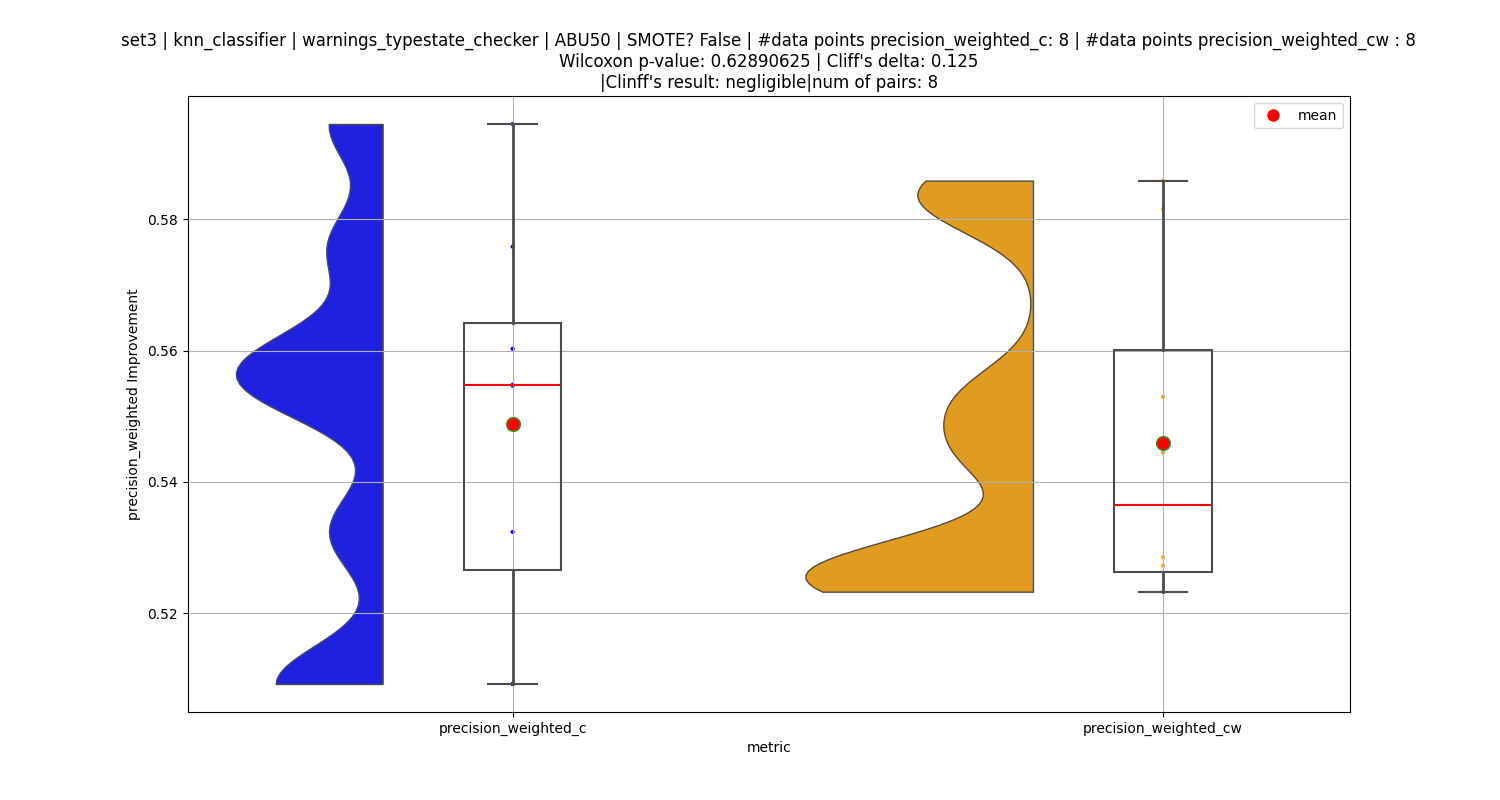 set3 | knn_classifier | warnings_typestate_checker | ABU50 | SMOTE? False | #data points precision_weighted_c: 8 | #data points precision_weighted_cw : 8
Wilcoxon p-value: 0.62890625 | Cliff's delta: 0.125
|Clinff's result: negligible|num of pairs: 8
mean
0.58
0.56
0.54
0.52
precision_weighted Improvement
precision_weighted_c
precision_weighted_cw
metric